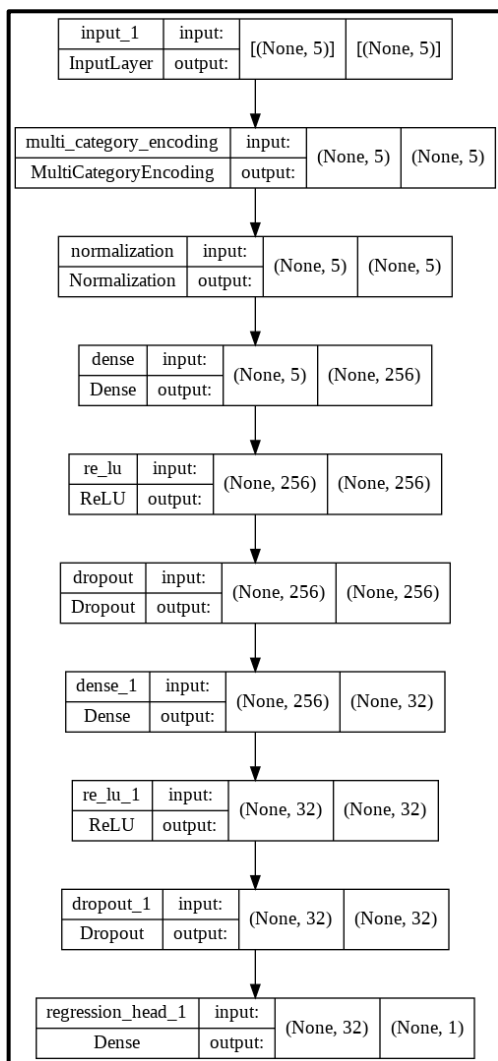 input_1 input: [(None, 5)] [(None, 5)]
InputLayer output:
multi_category_encoding input: (None, 5) (None, 5)
MultiCategoryEncoding output:
normalization input: (None, 5) (None, 5)
Normalization output:
dense input: (None, 5) (None, 256)
Dense output:
re_lu input: (None, 256) (None, 256)
ReLU output:
dropout input: (None, 256) (None, 256)
Dropout output:
dense_1 input: (None, 256) (None, 32)
Dense output:
re_lu_1 input: (None, 32) (None, 32)
ReLU output:
dropout_1 input: (None, 32) (None, 32)
Dropout output:
regression_head_1 input: (None, 32) (None, 1)
Dense output: